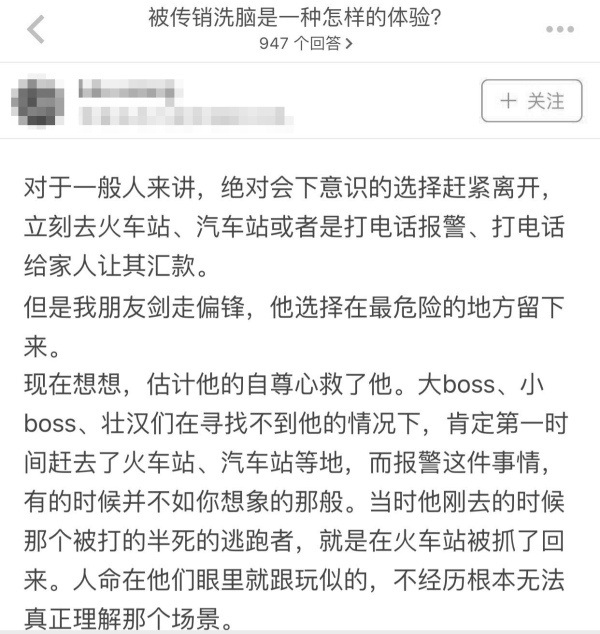 被传销洗脑是一种怎样的体验?
947 个回答 >
+ 关注
对于一般人来讲，绝对会下意识的选择赶紧离开，
立刻去火车站、汽车站或者是打电话报警、打电话
给家人让其汇款。
但是我朋友剑走偏锋，他选择在最危险的地方留下
来。
现在想想，估计他的自尊心救了他。大boss、小
boss、壮汉们在寻找不到他的情况下，肯定第一时
间赶去了火车站、汽车站等地，而报警这件事情，
有的时候并不如你想象的那般。当时他刚去的时候
那个被打的半死的逃跑者，就是在火车站被抓了回
来。人命在他们眼里就跟玩似的，不经历根本无法
真正理解那个场景。